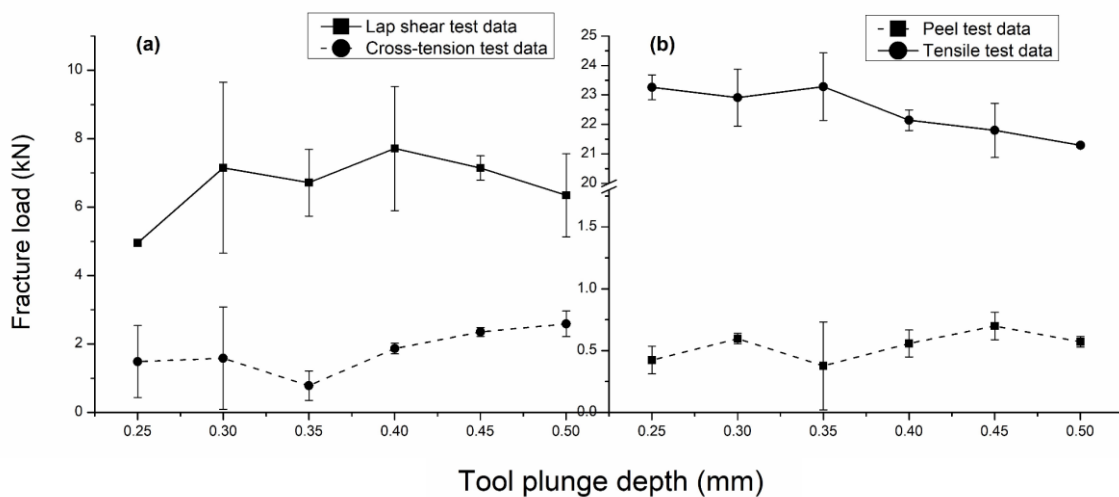 (a)
Lap shear test data
Cross-tension test data
10
8
6
4
2
0
0.25 0.30 0.35 0.40 0.45 0.50
Fracture load (kN)
(b)
Peel test data
Tensile test data
25
24
23
22
21
20
1.5
1.0
0.5
0.0
0.25 0.30 0.35 0.40 0.45 0.50
Tool plunge depth (mm)